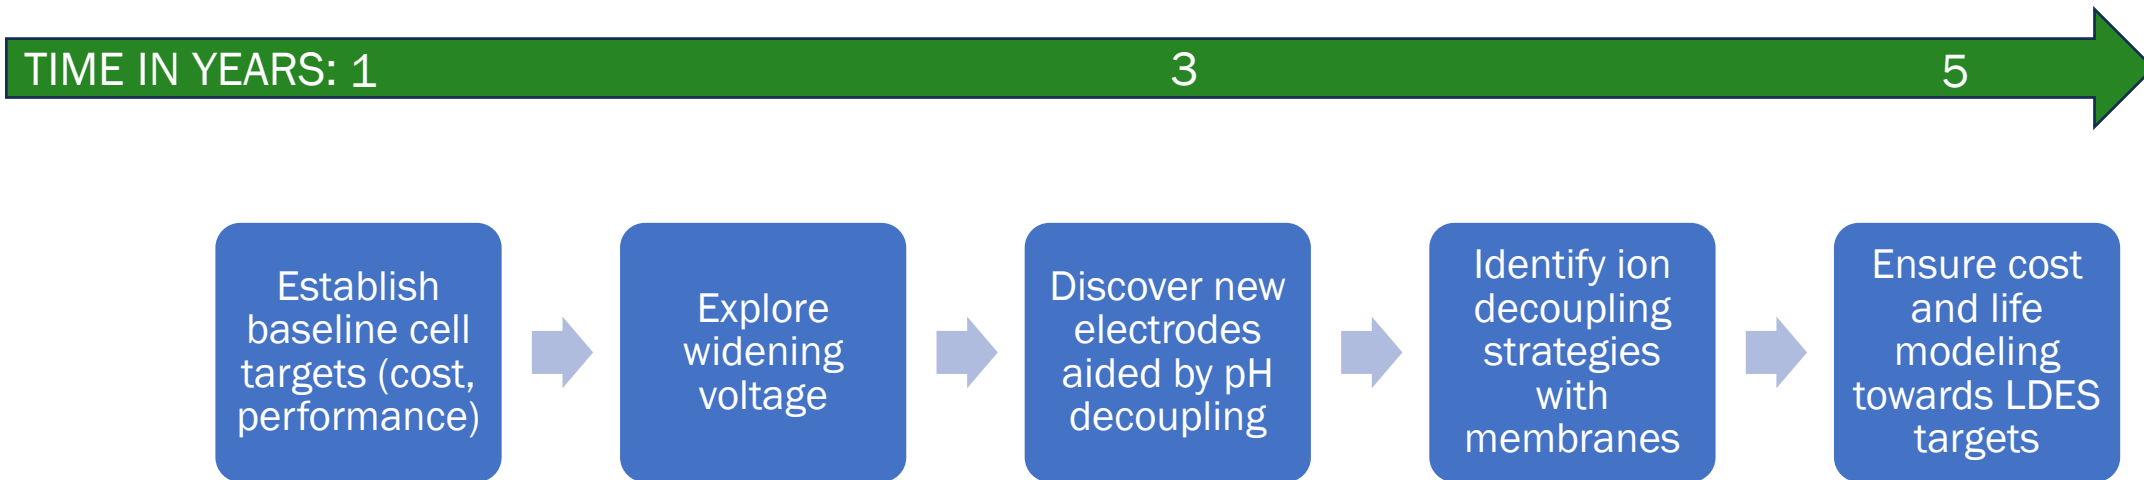 TIME IN YEARS: 1 3 5
Establish
baseline cell
targets (cost,
performance)
Explore
widening
voltage
Discover new
electrodes
aided by pH
decoupling
Identify ion
decoupling
strategies
with
membranes
Ensure cost
and life
modeling
towards LDES
targets